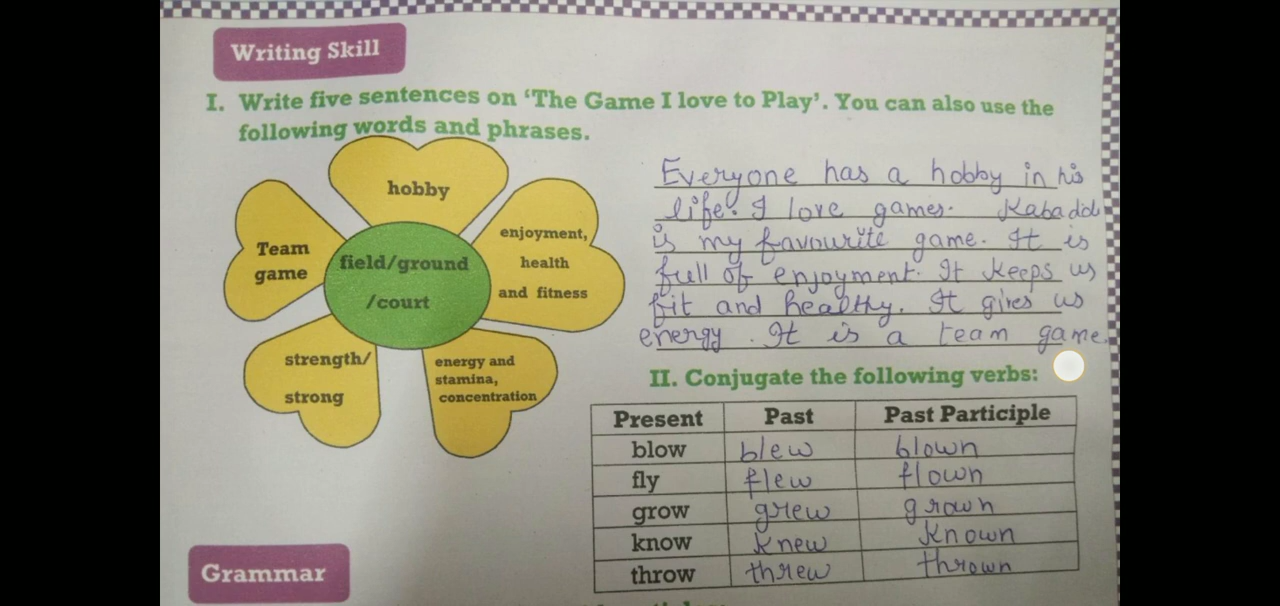 Writing Skill
I. Write five sentences on ‘The Game I love to Play’. You can also use the
following words and phrases.
hobby
Team
game
enjoyment,
health
and fitness
field/ground
/court
strength/
strong
energy and
stamina,
concentration
Everyone has a hobby in his
life. I love games. Kabaddi
is my favourite game. It is
full of enjoyment. It keeps us
fit and healthy. It gives us
energy. It is a team game.
II. Conjugate the following verbs:
Present Past Past Participle
blow blew blown
fly flew flown
grow grew grown
know knew known
throw threw thrown
Grammar